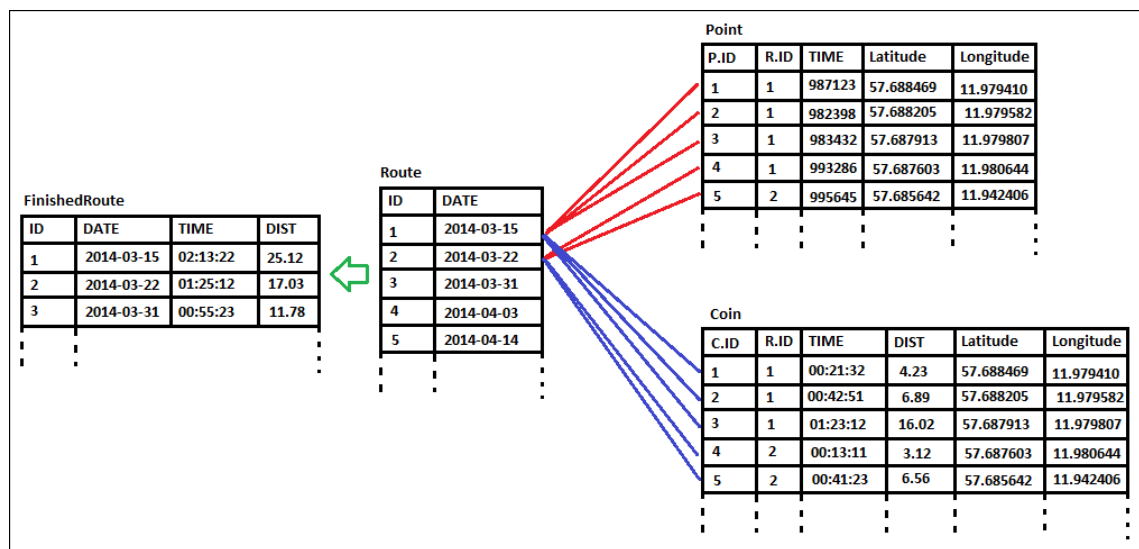 Point
P.ID R.ID TIME Latitude Longitude
1 1 987123 57.688469 11.979410
2 1 982398 57.688205 11.979582
3 1 983432 57.687913 11.979807
4 1 993286 57.687603 11.980644
5 2 995645 57.685642 11.942406
Route
ID DATE
1 2014-03-15
2 2014-03-22
3 2014-03-31
4 2014-04-03
5 2014-04-14
FinishedRoute
ID DATE TIME DIST
1 2014-03-15 02:13:22 25.12
2 2014-03-22 01:25:12 17.03
3 2014-03-31 00:55:23 11.78
Coin
C.ID R.ID TIME DIST Latitude Longitude
1 1 00:21:32 4.23 57.688469 11.979410
2 1 00:42:51 6.89 57.688205 11.979582
3 1 01:23:12 16.02 57.687913 11.979807
4 2 00:13:11 3.12 57.687603 11.980644
5 2 00:41:23 6.56 57.685642 11.942406